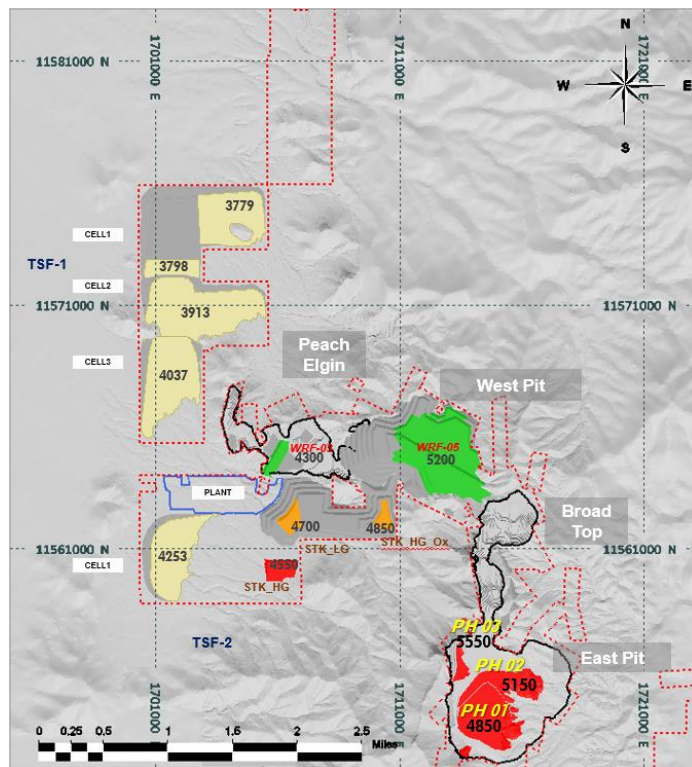 N
W E
S
11581000 N
1701000 E
1711000 E
1721000 E
3779
CELL1
TSF-1
3798
CELL2
11571000 N
11571000 N
3913
CELL3
4037
Peach
Elgin
West Pit
WRF-03
4300
WRF-05
5200
PLANT
Broad
Top
4700
4850
STK_LG
STK_HG_Ox
11561000 N
11561000 N
4253
CELL1
4550
STK_HG
TSF-2
PH 03
5550
East Pit
PH 02
5150
PH 01
4850
1701000 E
1711000 E
1721000 E
0 0.25 0.5 1 1.5 2 2.5
Miles